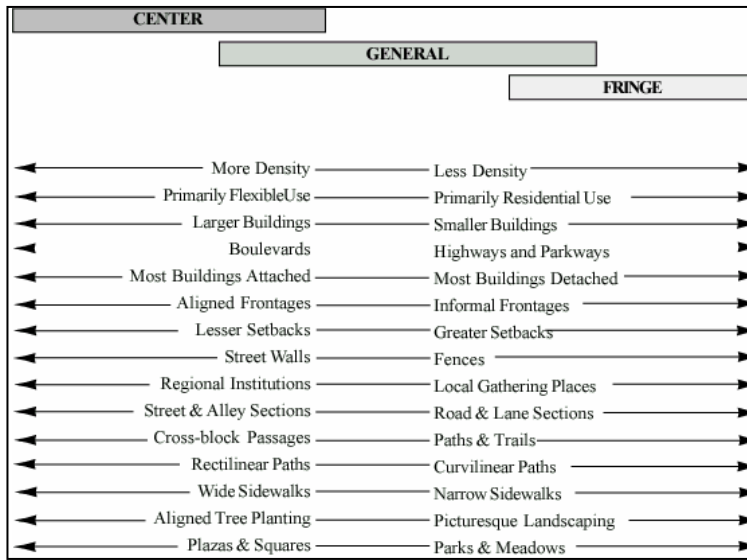 CENTER
GENERAL
FRINGE
More Density Less Density
Primarily FlexibleUse Primarily Residential Use
Larger Buildings Smaller Buildings
Boulevards Highways and Parkways
Most Buildings Attached Most Buildings Detached
Aligned Frontages Informal Frontages
Lesser Setbacks Greater Setbacks
Street Walls Fences
Regional Institutions Local Gathering Places
Street & Alley Sections Road & Lane Sections
Cross-block Passages Paths & Trails
Rectilinear Paths Curvilinear Paths
Wide Sidewalks Narrow Sidewalks
Aligned Tree Planting Picturesque Landscaping
Plazas & Squares Parks & Meadows